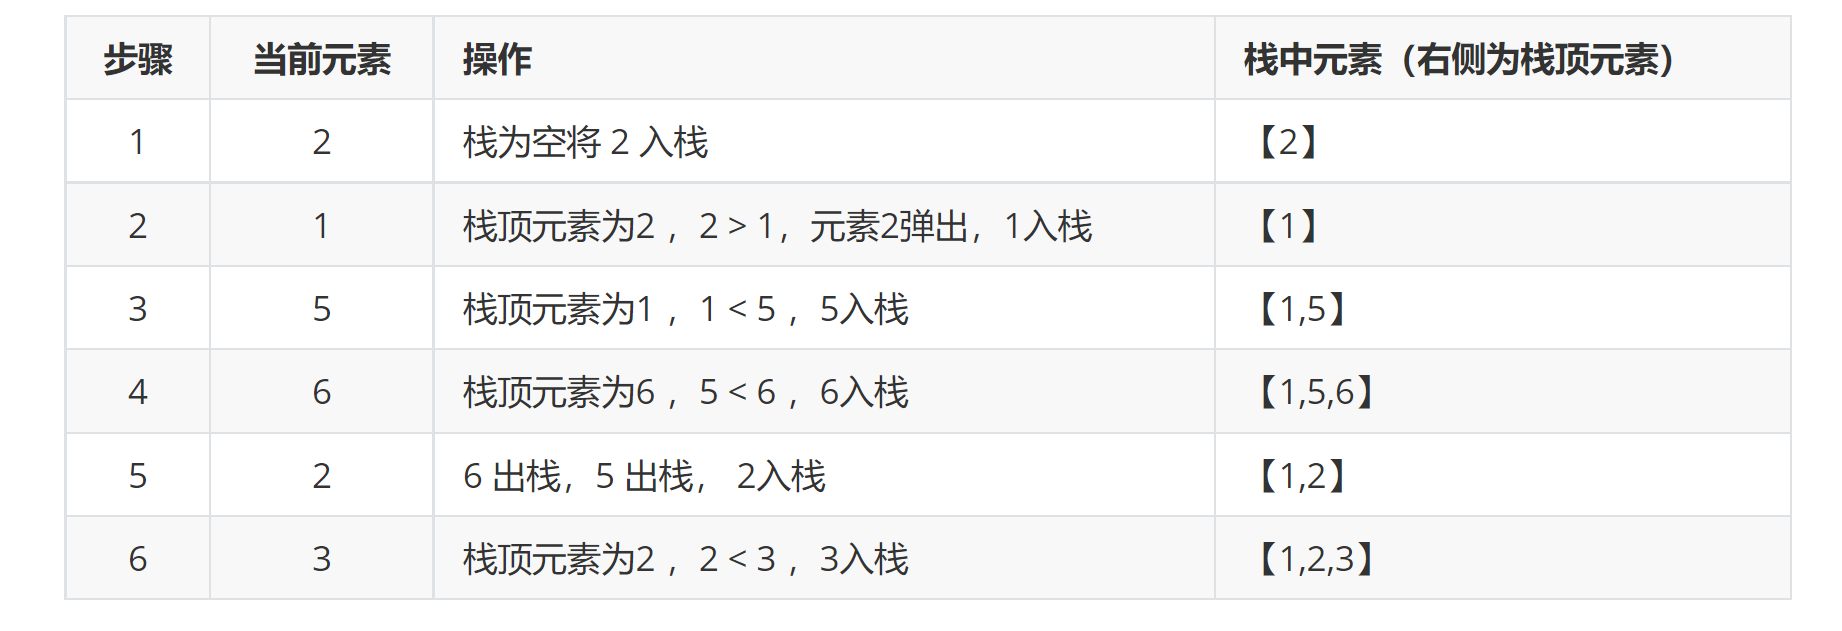 步骤 当前元素 操作 栈中元素（右侧为栈顶元素）
1 2 栈为空将 2 入栈 【2】
2 1 栈顶元素为2 ，2 > 1，元素2弹出，1入栈 【1】
3 5 栈顶元素为1 ，1 < 5 ，5入栈 【1,5】
4 6 栈顶元素为6 ，5 < 6 ，6入栈 【1,5,6】
5 2 6 出栈，5 出栈， 2入栈 【1,2】
6 3 栈顶元素为2 ，2 < 3 ，3入栈 【1,2,3】